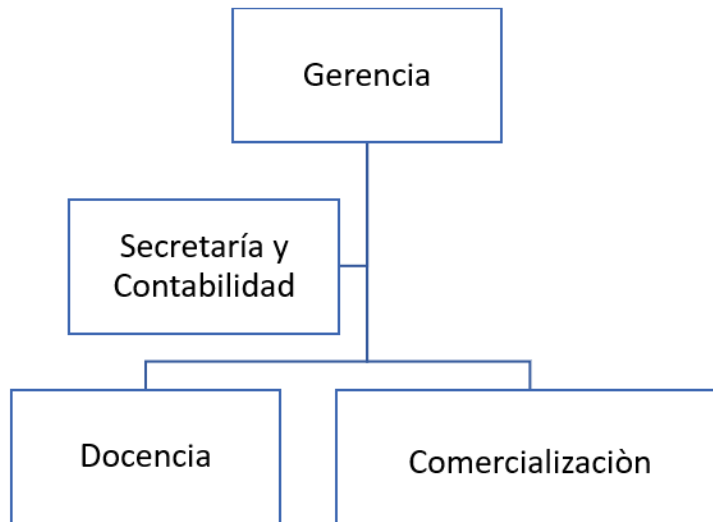 Gerencia
Secretaría y
Contabilidad
Docencia
Comercializaciòn